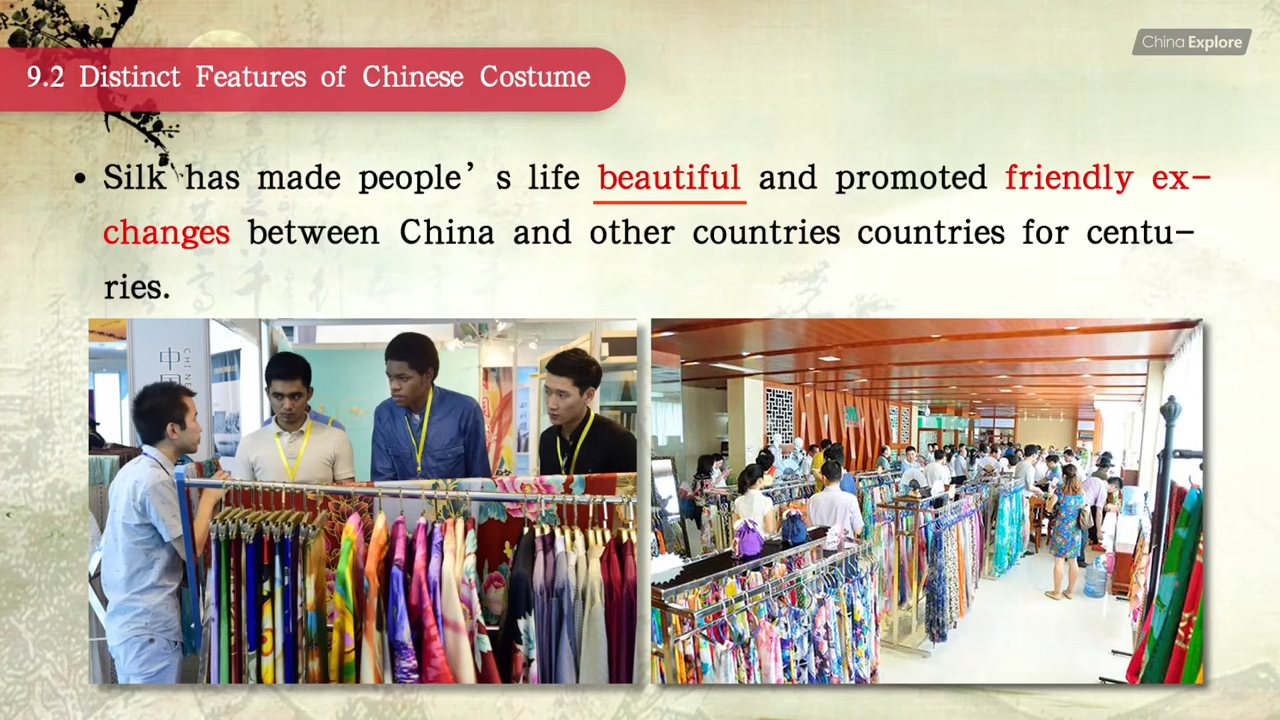 China Explore
9.2 Distinct Features of Chinese Costume
• Silk has made people’s life beautiful and promoted friendly ex-
changes between China and other countries countries for centu-
ries.
中